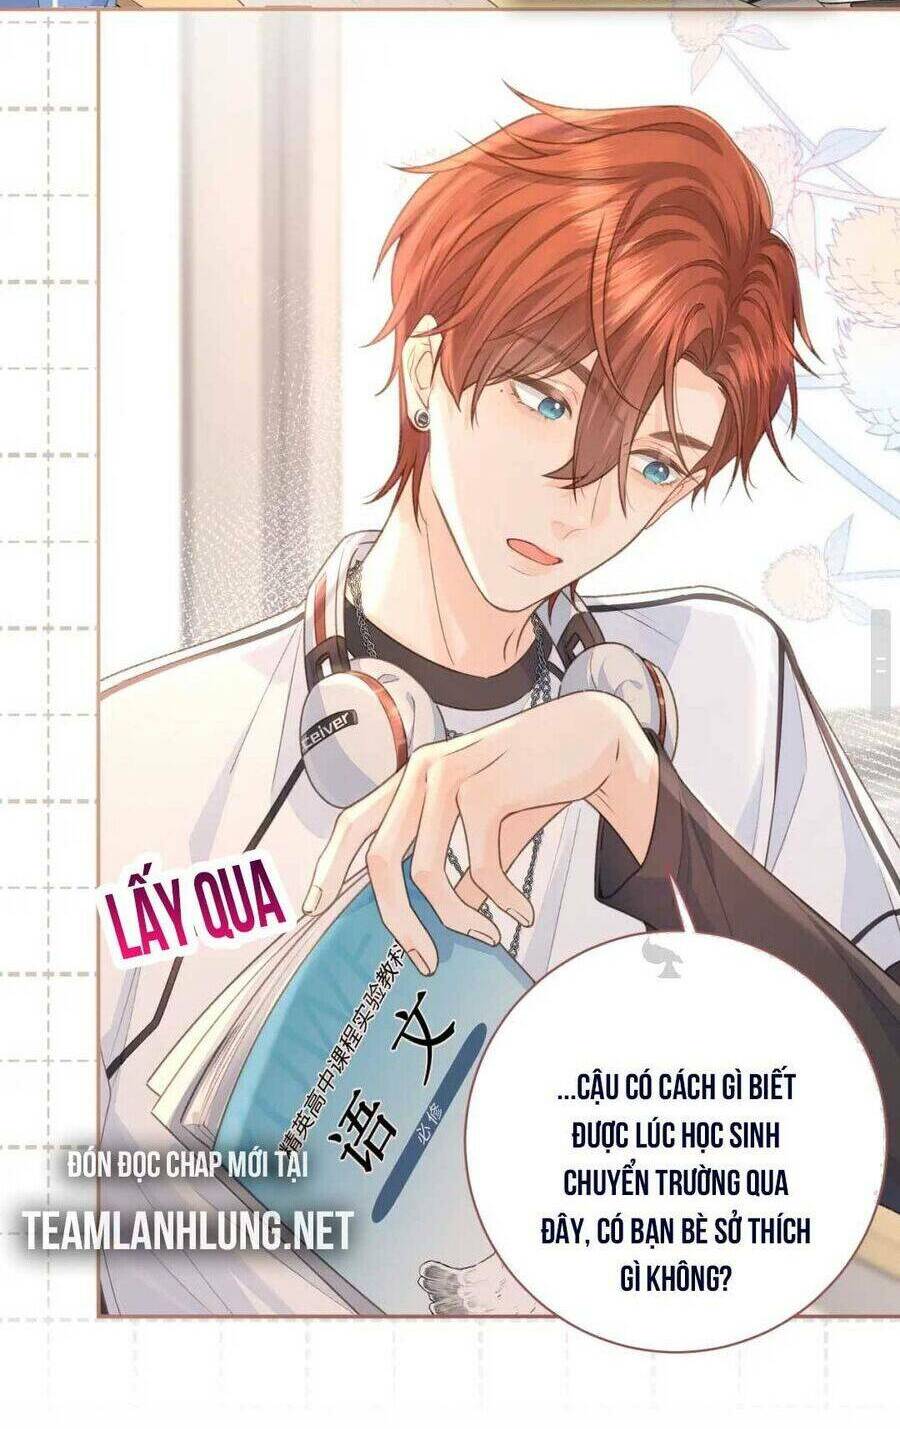 ceiver
LẤY QUA
精英高中课程实验教科
语文
必修
...CẬU CÓ CÁCH GÌ BIẾT
ĐƯỢC LÚC HỌC SINH
CHUYỂN TRƯỜNG QUA
ĐÂY, CÓ BẠN BÈ SỞ THÍCH
GÌ KHÔNG?
ĐÓN ĐỌC CHAP MỚI TẠI
TEAMLANHLUNG.NET